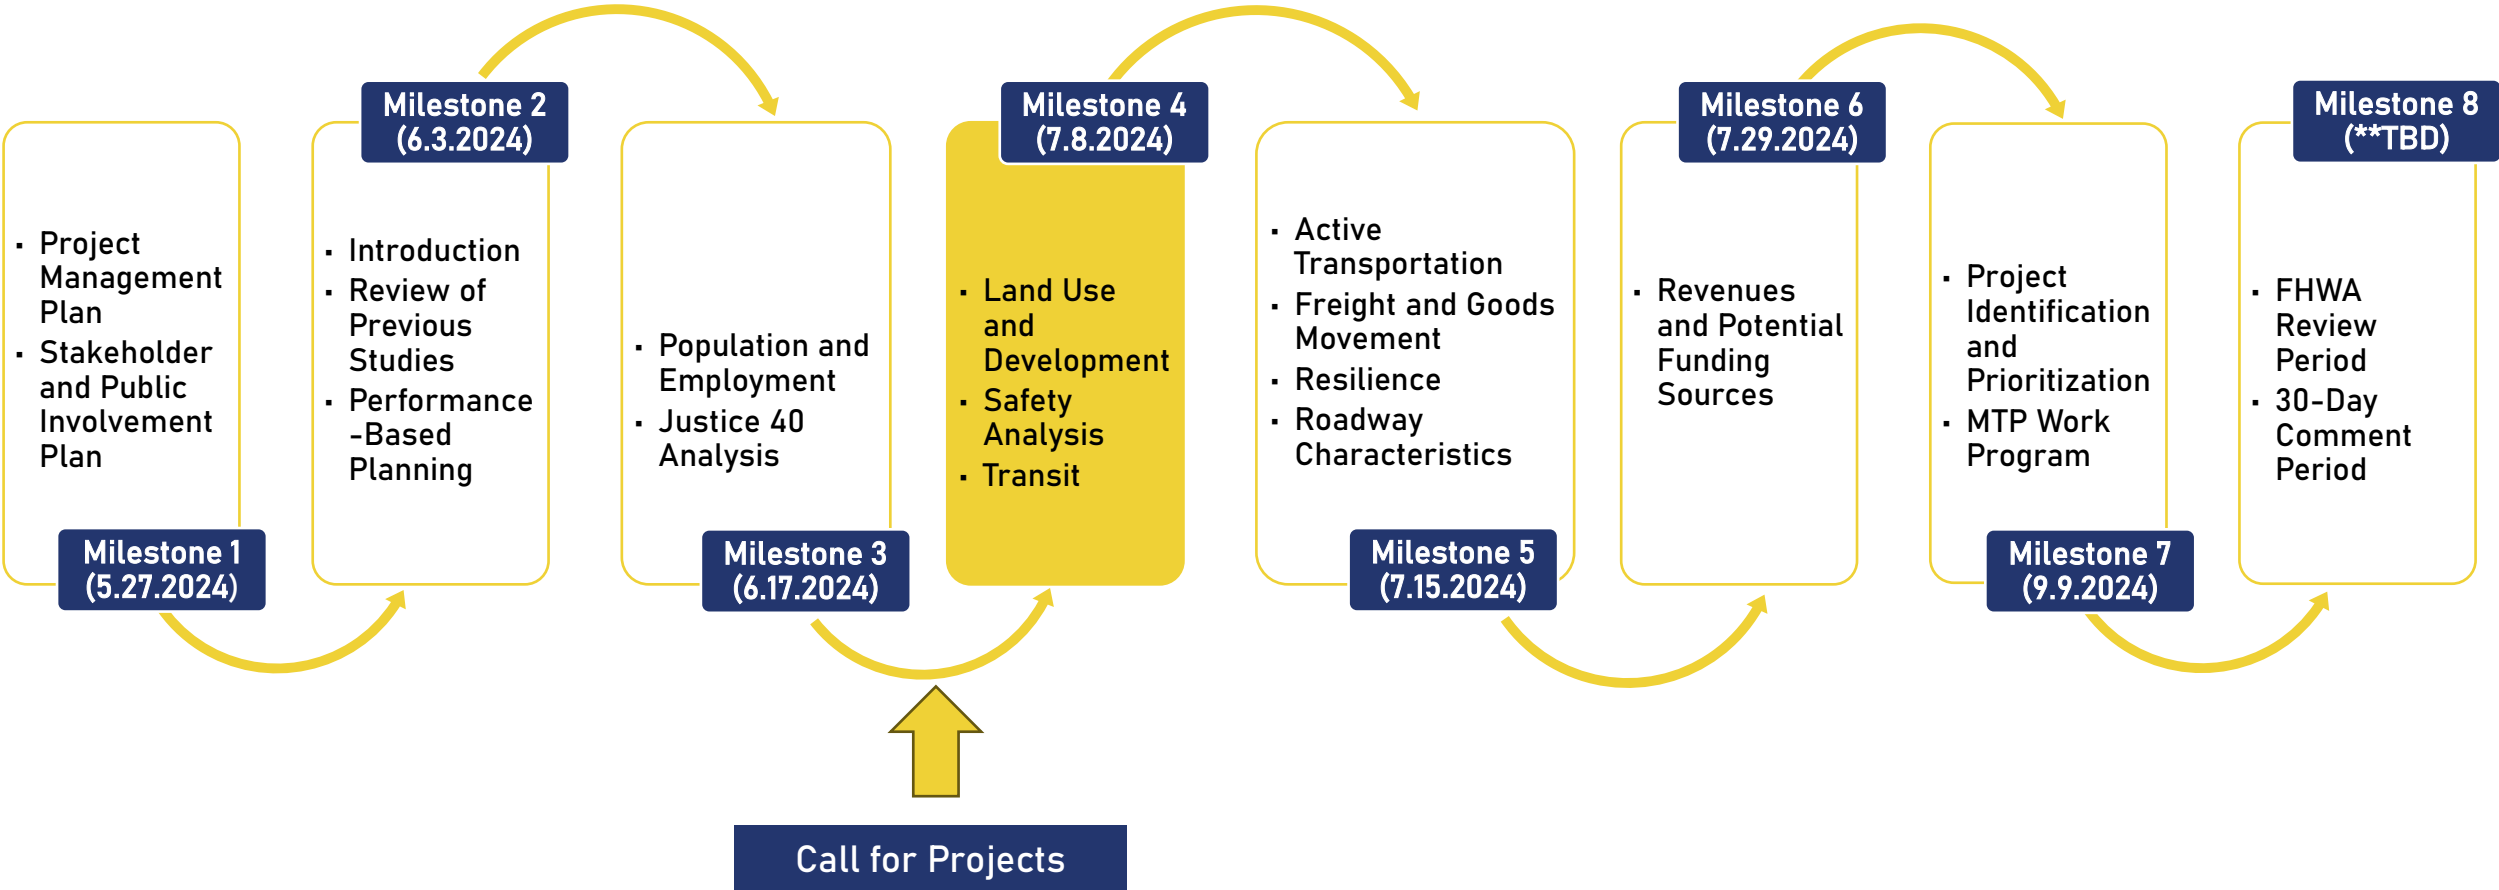 Project
Management
Plan
Stakeholder
and Public
Involvement
Plan
Milestone 1
(5.27.2024)
Milestone 2
(6.3.2024)
Introduction
Review of
Previous
Studies
Performance
-Based
Planning
Population and
Employment
Justice 40
Analysis
Milestone 3
(6.17.2024)
Milestone 4
(7.8.2024)
Land Use
and
Development
Safety
Analysis
Transit
Active
Transportation
Freight and Goods
Movement
Resilience
Roadway
Characteristics
Milestone 5
(7.15.2024)
Milestone 6
(7.29.2024)
Revenues
and Potential
Funding
Sources
Project
Identification
and
Prioritization
MTP Work
Program
Milestone 7
(9.9.2024)
Milestone 8
(**TBD)
FHWA
Review
Period
30-Day
Comment
Period
Call for Projects